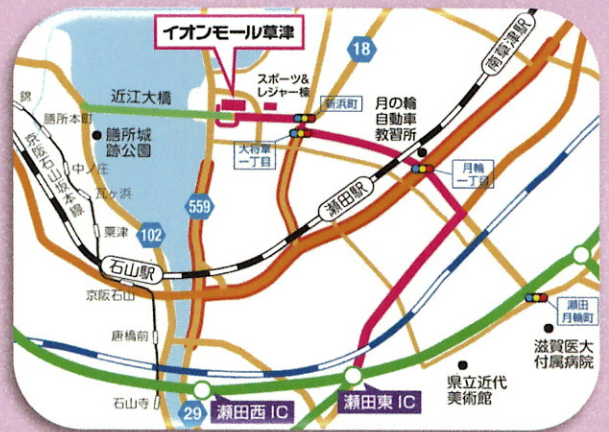 イオンモール草津
18
南草津駅
スポーツ&
レジャー棟
近江大橋
新浜町
月の輪
自動車
教習所
錦
膳所本町
膳所城
跡公園
大将軍
一丁目
京阪石山坂本線
中ノ庄
瓦ヶ浜
月輪
一丁目
瀬田駅
559
粟津
102
石山駅
京阪石山
唐橋前
瀬田
月輪町
滋賀医大
付属病院
県立近代
美術館
石山寺
29
瀬田西IC
瀬田東IC